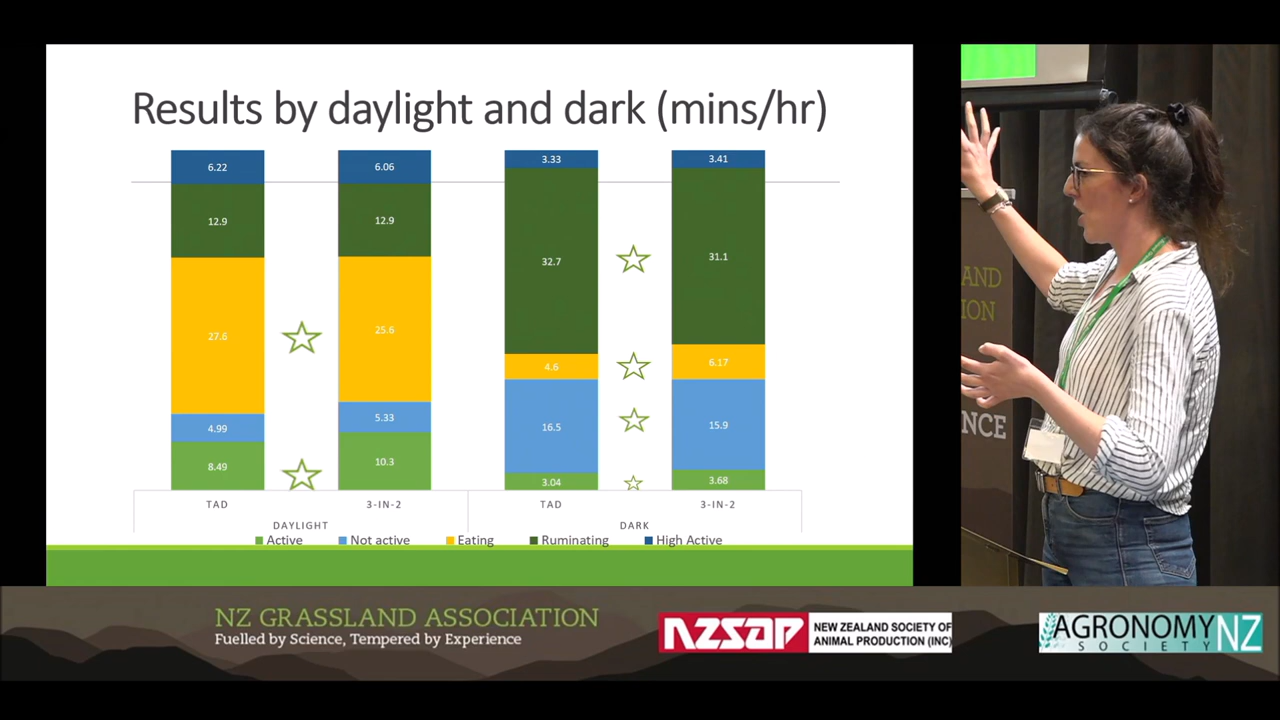 Results by daylight and dark (mins/hr)
6.22
6.06
3.33
3.41
12.9
12.9
32.7
31.1
27.6
25.6
4.6
6.17
4.99
5.33
16.5
15.9
8.49
10.3
3.04
3.68
TAD
3-IN-2
TAD
3-IN-2
DAYLIGHT
DARK
Active
Not active
Eating
Ruminating
High Active
AND
ION
NCE
NZ GRASSLAND ASSOCIATION
Fuelled by Science, Tempered by Experience
NZSAP
NEW ZEALAND SOCIETY OF
ANIMAL PRODUCTION (INC)
AGRONOMY NZ
SOCIETY